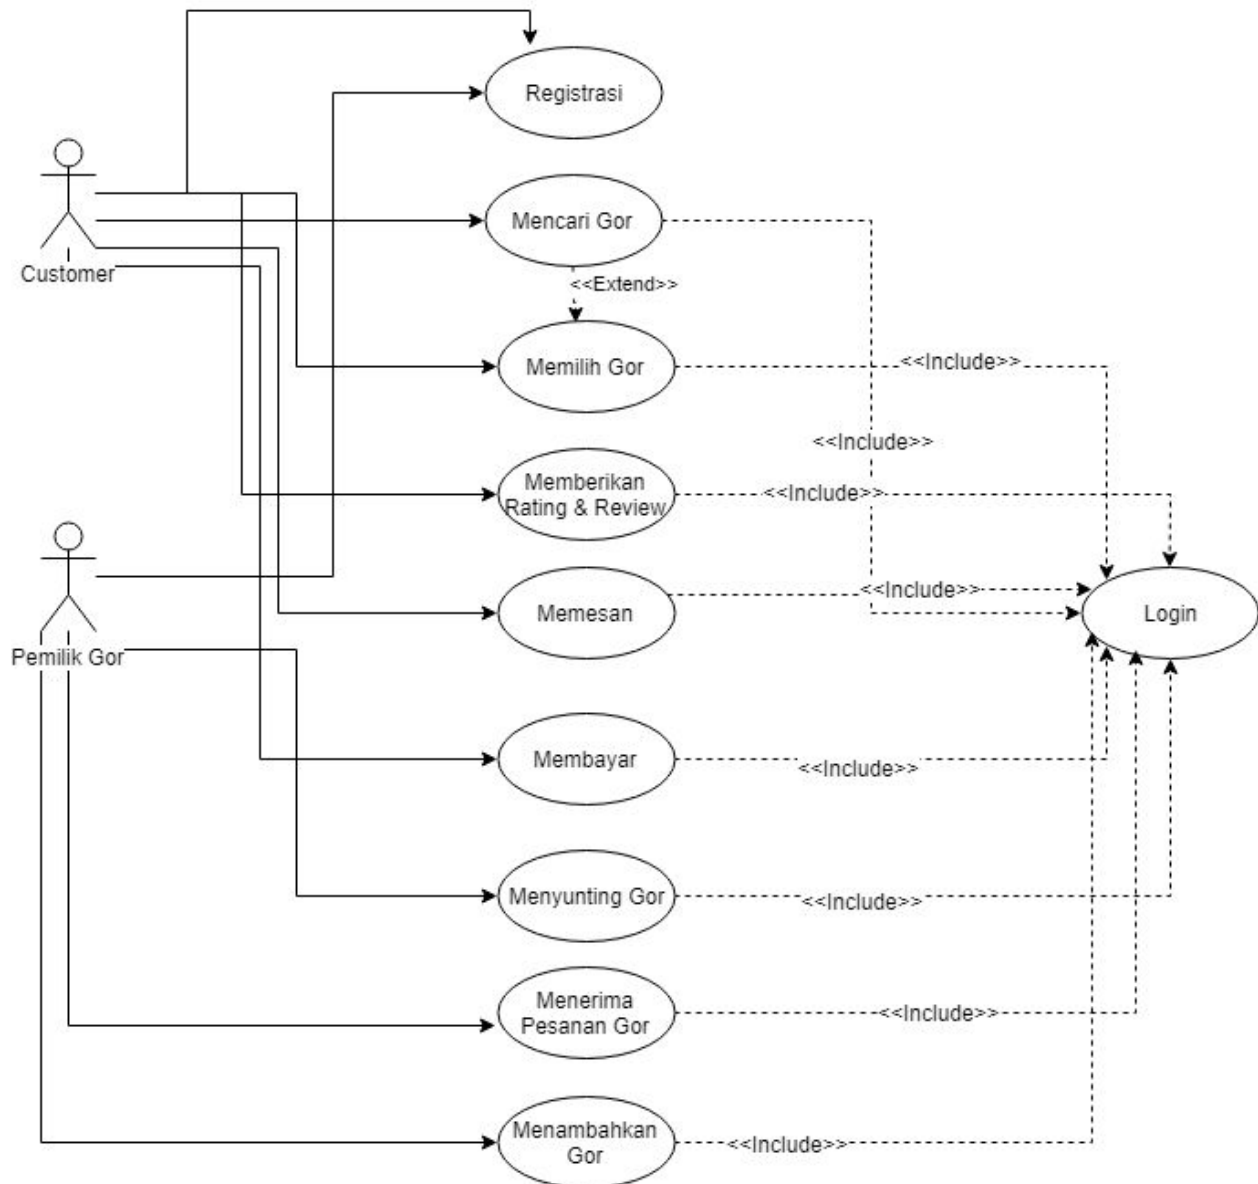 Registrasi
Mencari Gor
Customer
<<Extend>>
Memilih Gor
<<Include>>
<<Include>>
Memberikan
Rating & Review
<<Include>>
Memesan
<<Include>>
Login
Pemilik Gor
Membayar
<<Include>>
Menyunting Gor
<<Include>>
Menerima
Pesanan Gor
<<Include>>
Menambahkan
Gor
<<Include>>